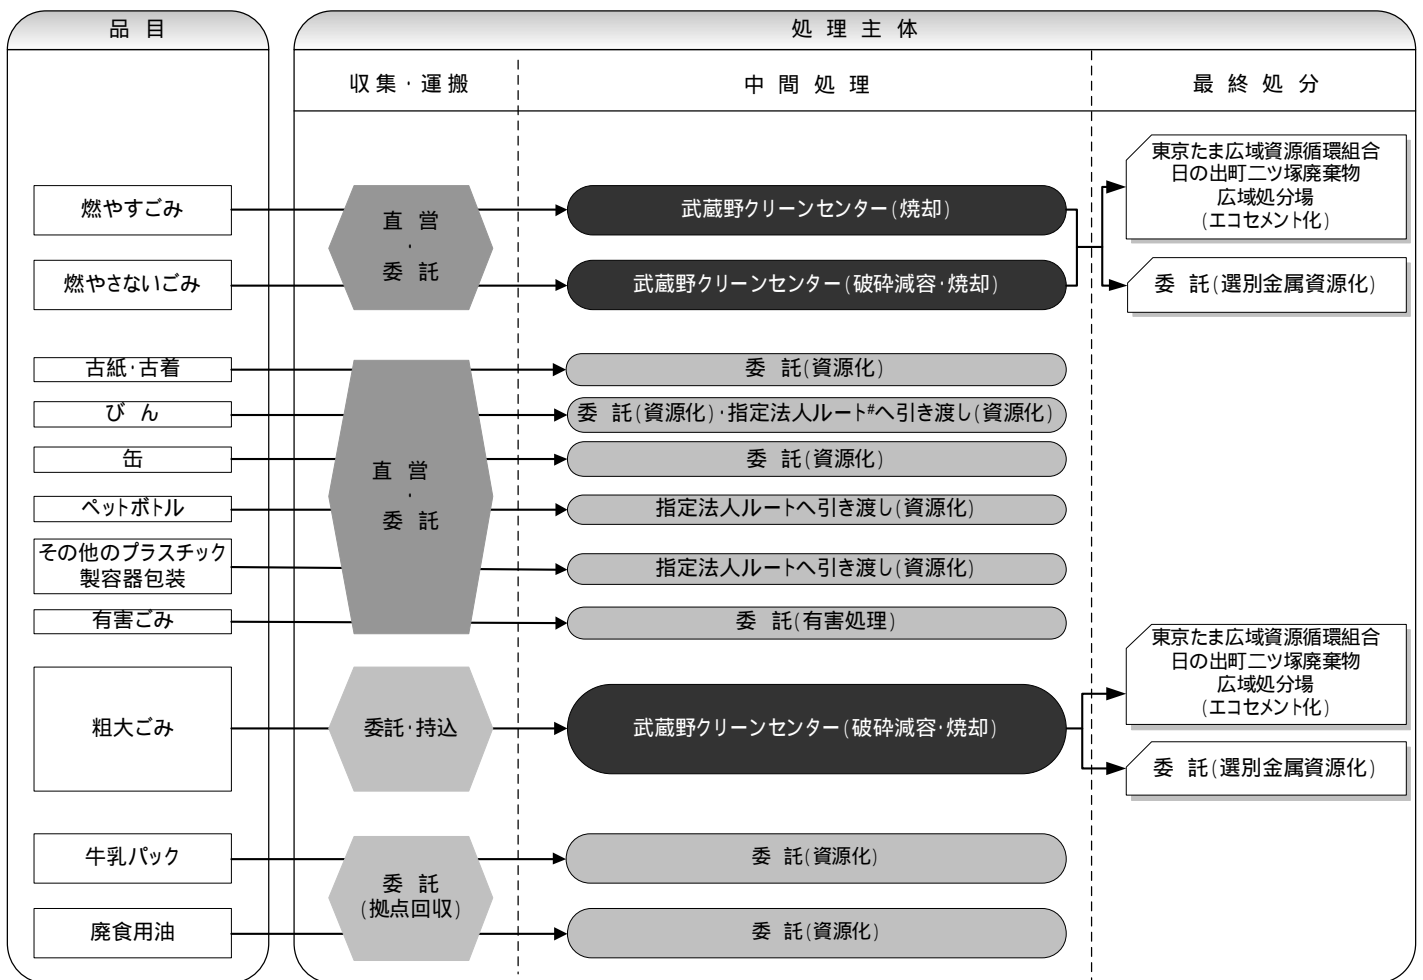 品 目
処 理 主 体
収集・運搬
中 間 処 理
最 終 処 分
燃やすごみ
直 営
・
委 託
武蔵野クリーンセンター(焼却)
東京たま広域資源循環組合
日の出町二ツ塚廃棄物
広域処分場
(エコセメント化)
燃やさないごみ
武蔵野クリーンセンター(破砕減容・焼却)
委 託(選別金属資源化)
古紙・古着
委 託(資源化)
び ん
委 託(資源化)・指定法人ルート#へ引き渡し(資源化)
缶
委 託(資源化)
直 営
・
委 託
ペットボトル
指定法人ルートへ引き渡し(資源化)
その他のプラスチック
製容器包装
指定法人ルートへ引き渡し(資源化)
有害ごみ
委 託(有害処理)
粗大ごみ
委託・持込
武蔵野クリーンセンター(破砕減容・焼却)
東京たま広域資源循環組合
日の出町二ツ塚廃棄物
広域処分場
(エコセメント化)
委 託(選別金属資源化)
牛乳パック
委 託(資源化)
委 託
(拠点回収)
廃食用油
委 託(資源化)